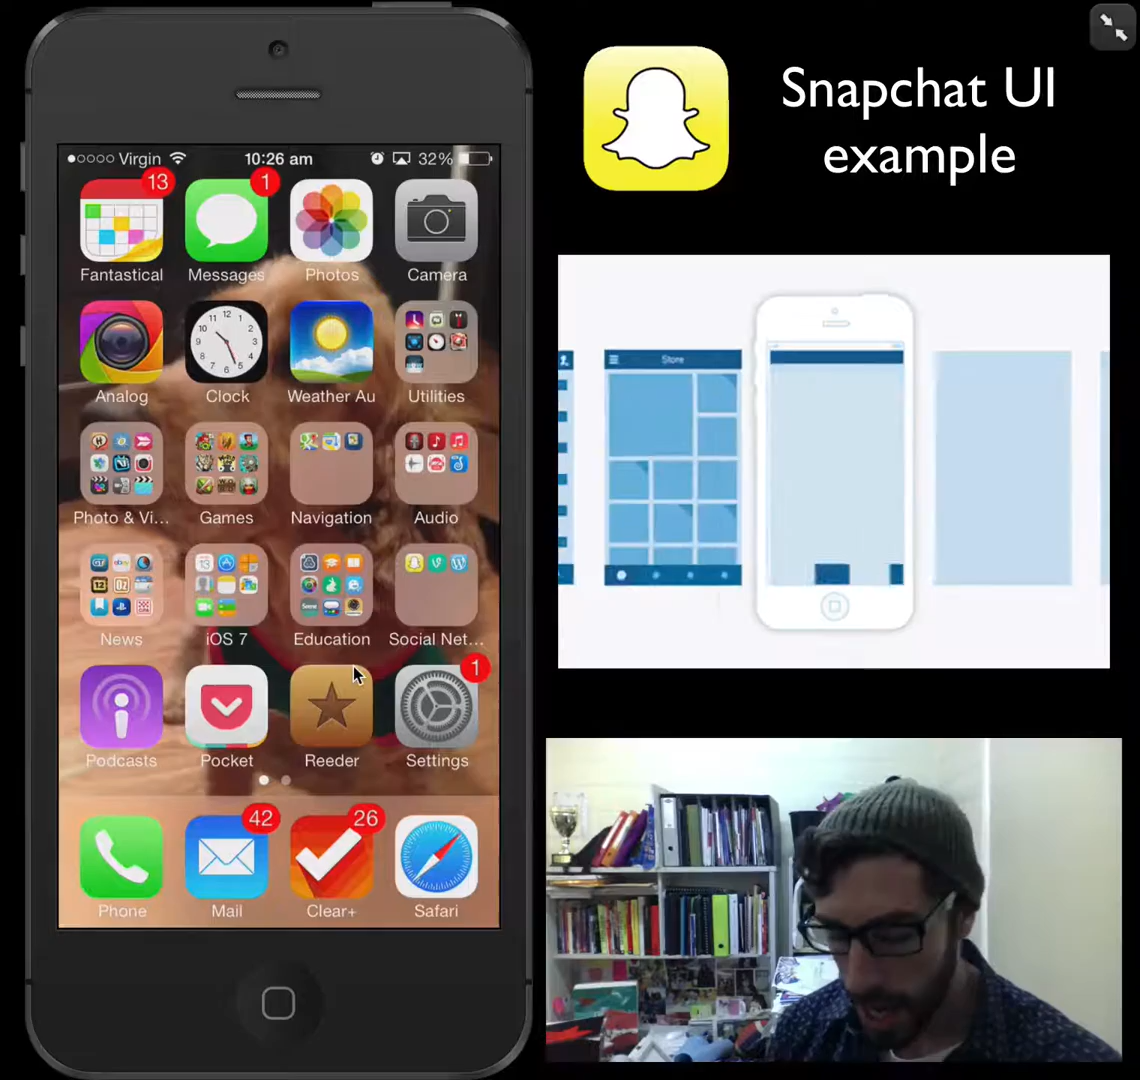 ●○○○○ Virgin 10:26 am 32%
13 1
Fantastical Messages Photos Camera
Analog Clock Weather Au Utilities
Photo & Vi... Games Navigation Audio
News iOS 7 Education Social Net...
1
Podcasts Pocket Reeder Settings
42 26
Phone Mail Clear+ Safari
Snapchat UI
example
Store